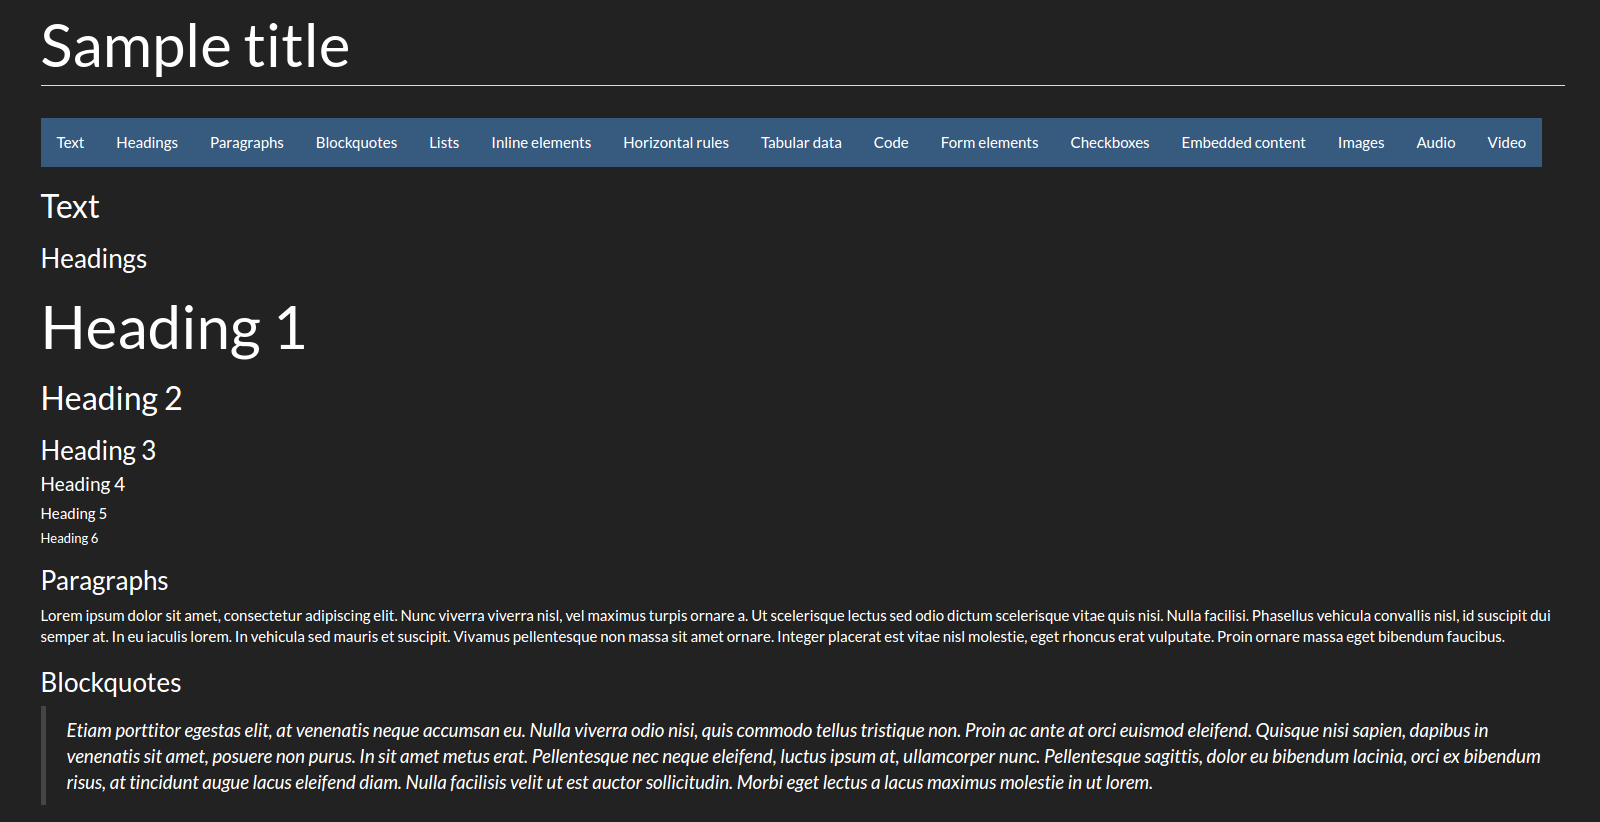 Sample title
Text Headings Paragraphs Blockquotes Lists Inline elements Horizontal rules Tabular data Code Form elements Checkboxes Embedded content Images Audio Video
Text
Headings
Heading 1
Heading 2
Heading 3
Heading 4
Heading 5
Heading 6
Paragraphs
Lorem ipsum dolor sit amet, consectetur adipiscing elit. Nunc viverra viverra nisl, vel maximus turpis ornare a. Ut scelerisque lectus sed odio dictum scelerisque vitae quis nisi. Nulla facilisi. Phasellus vehicula convallis nisl, id suscipit dui
semper at. In eu iaculis lorem. In vehicula sed mauris et suscipit. Vivamus pellentesque non massa sit amet ornare. Integer placerat est vitae nisl molestie, eget rhoncus erat vulputate. Proin ornare massa eget bibendum faucibus.
Blockquotes
Etiam porttitor egestas elit, at venenatis neque accumsan eu. Nulla viverra odio nisi, quis commodo tellus tristique non. Proin ac ante at orci euismod eleifend. Quisque nisi sapien, dapibus in
venenatis sit amet, posuere non purus. In sit amet metus erat. Pellentesque nec neque eleifend, luctus ipsum at, ullamcorper nunc. Pellentesque sagittis, dolor eu bibendum lacinia, orci ex bibendum
risus, at tincidunt augue lacus eleifend diam. Nulla facilisis velit ut est auctor sollicitudin. Morbi eget lectus a lacus maximus molestie in ut lorem.